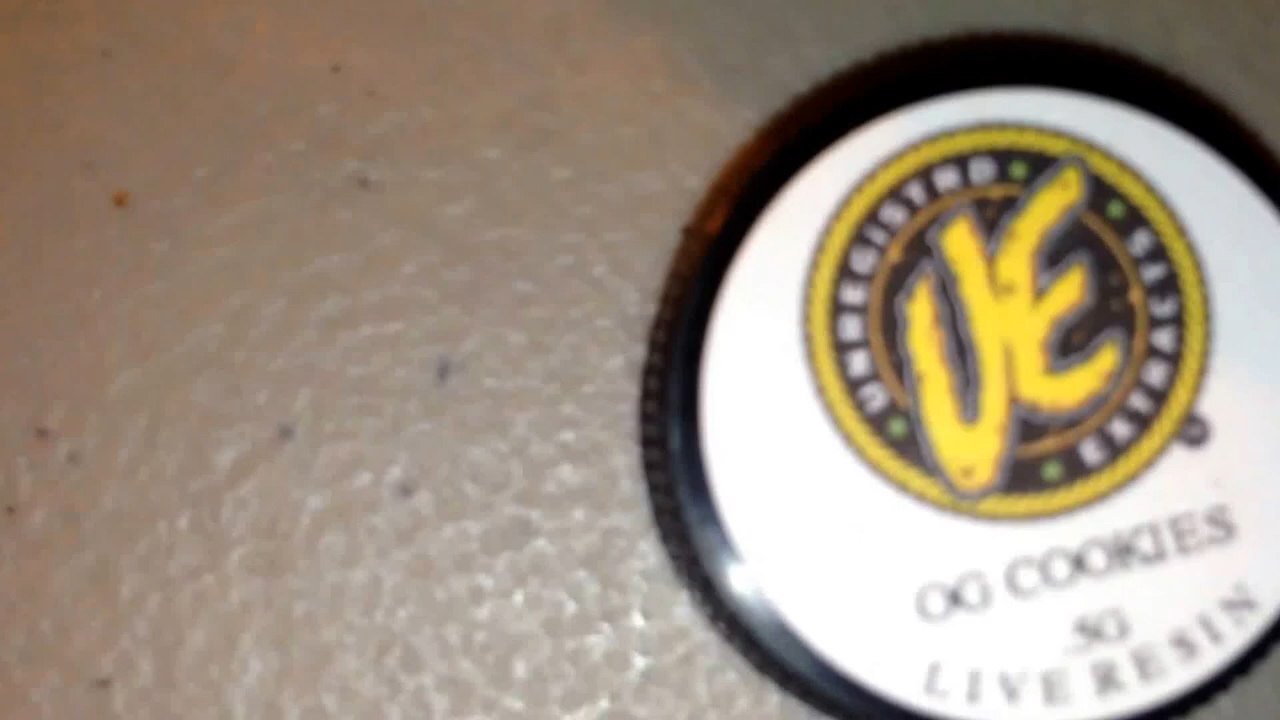 UNREGISTRD
EXTRACTS
UE
OG COOKIES
.5G
LIVE RESIN